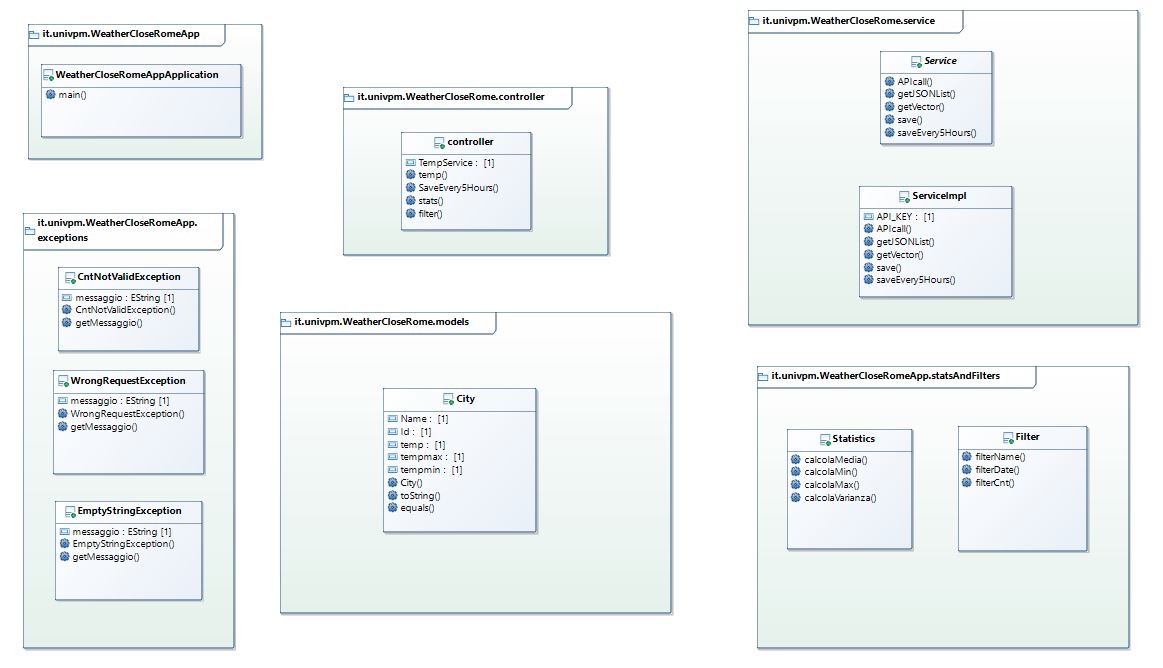 it.univpm.WeatherCloseRomeApp
WeatherCloseRomeAppApplication
main()
it.univpm.WeatherCloseRomeApp.
exceptions
CntNotValidException
messaggio : EString [1]
CntNotValidException()
getMessaggio()
WrongRequestException
messaggio : EString [1]
WrongRequestException()
getMessaggio()
EmptyStringException
messaggio : EString [1]
EmptyStringException()
getMessaggio()
it.univpm.WeatherCloseRome.controller
controller
TempService : [1]
temp()
SaveEvery5Hours()
stats()
filter()
it.univpm.WeatherCloseRome.models
City
Name : [1]
Id : [1]
temp : [1]
tempmax : [1]
tempmin : [1]
City()
toString()
equals()
it.univpm.WeatherCloseRome.service
Service
APIcall()
getJSONList()
getVector()
save()
saveEvery5Hours()
ServiceImpl
API_KEY : [1]
APIcall()
getJSONList()
getVector()
save()
saveEvery5Hours()
it.univpm.WeatherCloseRomeApp.statsAndFilters
Statistics
calcolaMedia()
calcolaMin()
calcolaMax()
calcolaVarianza()
Filter
filterName()
filterDate()
filterCnt()